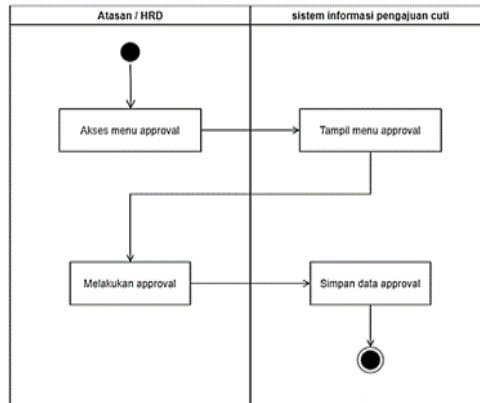 Atasan / HRD
sistem informasi pengajuan cuti
Akses menu approval
Tampil menu approval
Melakukan approval
Simpan data approval